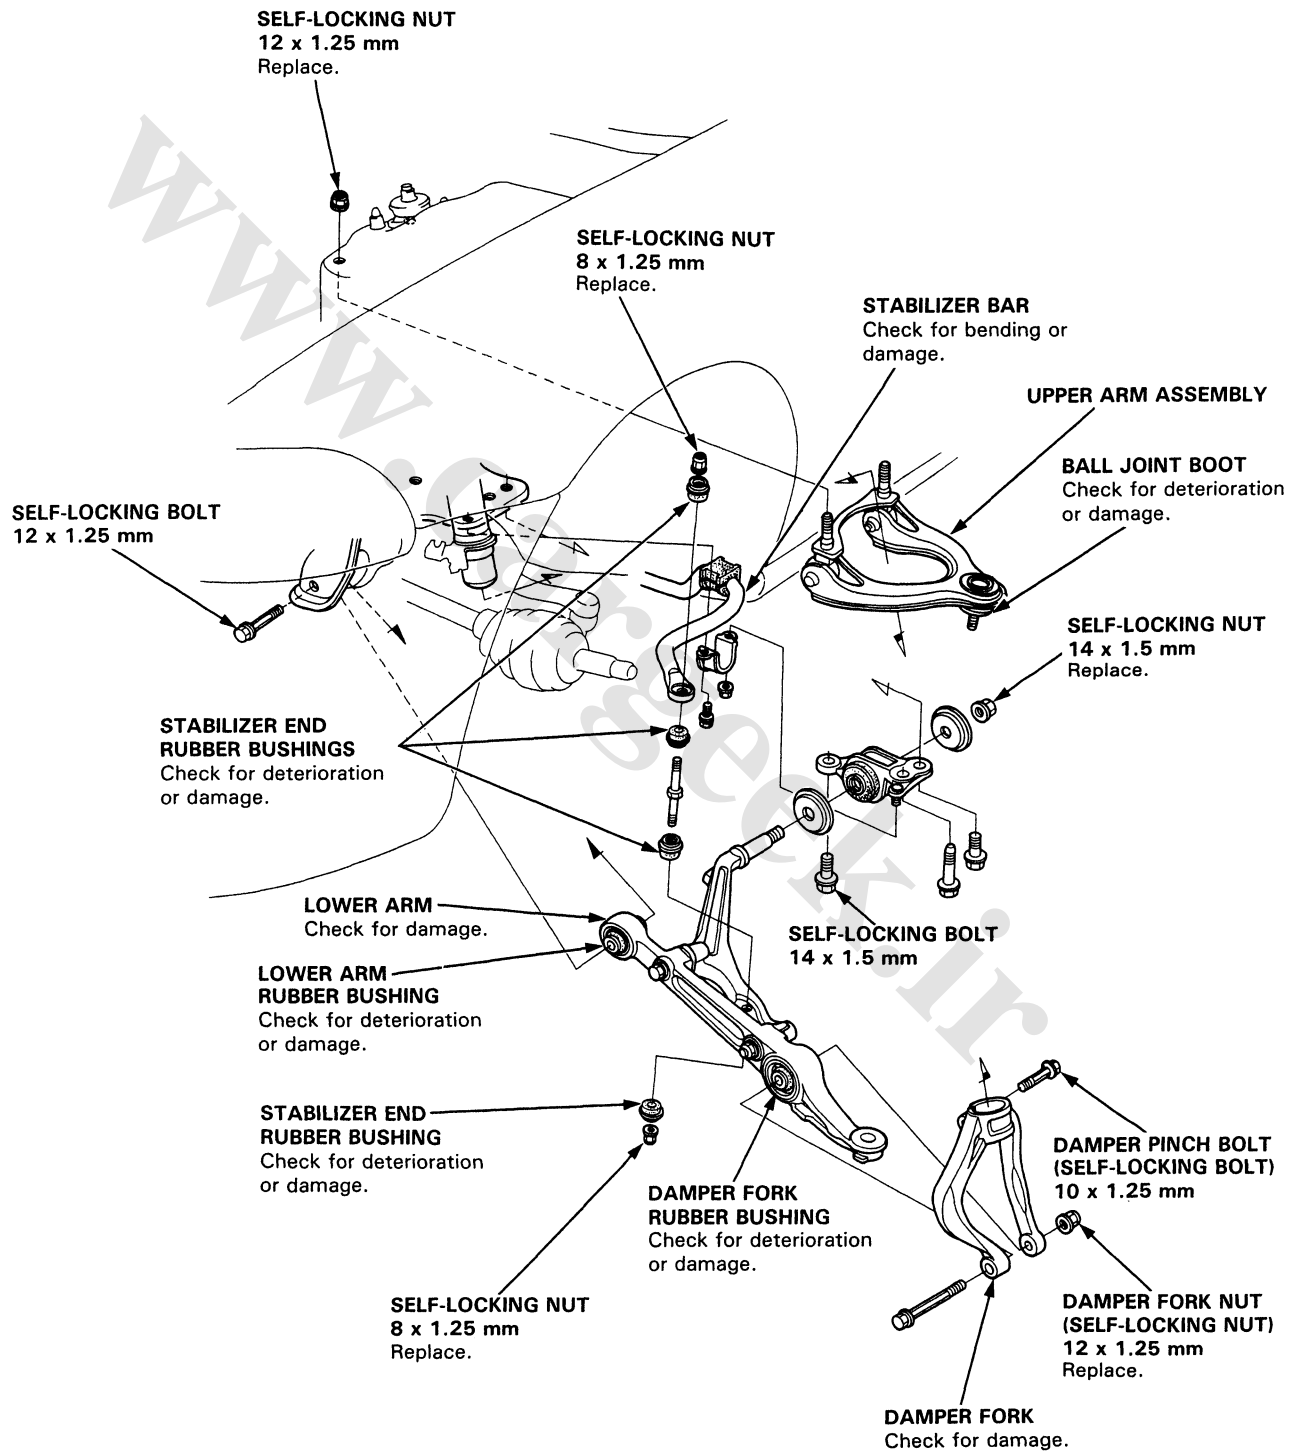 SELF-LOCKING NUT
12 x 1.25 mm
Replace.
SELF-LOCKING NUT
8 x 1.25 mm
Replace.
STABILIZER BAR
Check for bending or
damage.
UPPER ARM ASSEMBLY
BALL JOINT BOOT
Check for deterioration
or damage.
SELF-LOCKING BOLT
12 x 1.25 mm
SELF-LOCKING NUT
14 x 1.5 mm
Replace.
STABILIZER END
RUBBER BUSHINGS
Check for deterioration
or damage.
LOWER ARM
Check for damage.
SELF-LOCKING BOLT
14 x 1.5 mm
LOWER ARM
RUBBER BUSHING
Check for deterioration
or damage.
STABILIZER END
RUBBER BUSHING
Check for deterioration
or damage.
DAMPER PINCH BOLT
(SELF-LOCKING BOLT)
10 x 1.25 mm
DAMPER FORK
RUBBER BUSHING
Check for deterioration
or damage.
SELF-LOCKING NUT
8 x 1.25 mm
Replace.
DAMPER FORK NUT
(SELF-LOCKING NUT)
12 x 1.25 mm
Replace.
DAMPER FORK
Check for damage.
www.cargeek.ir